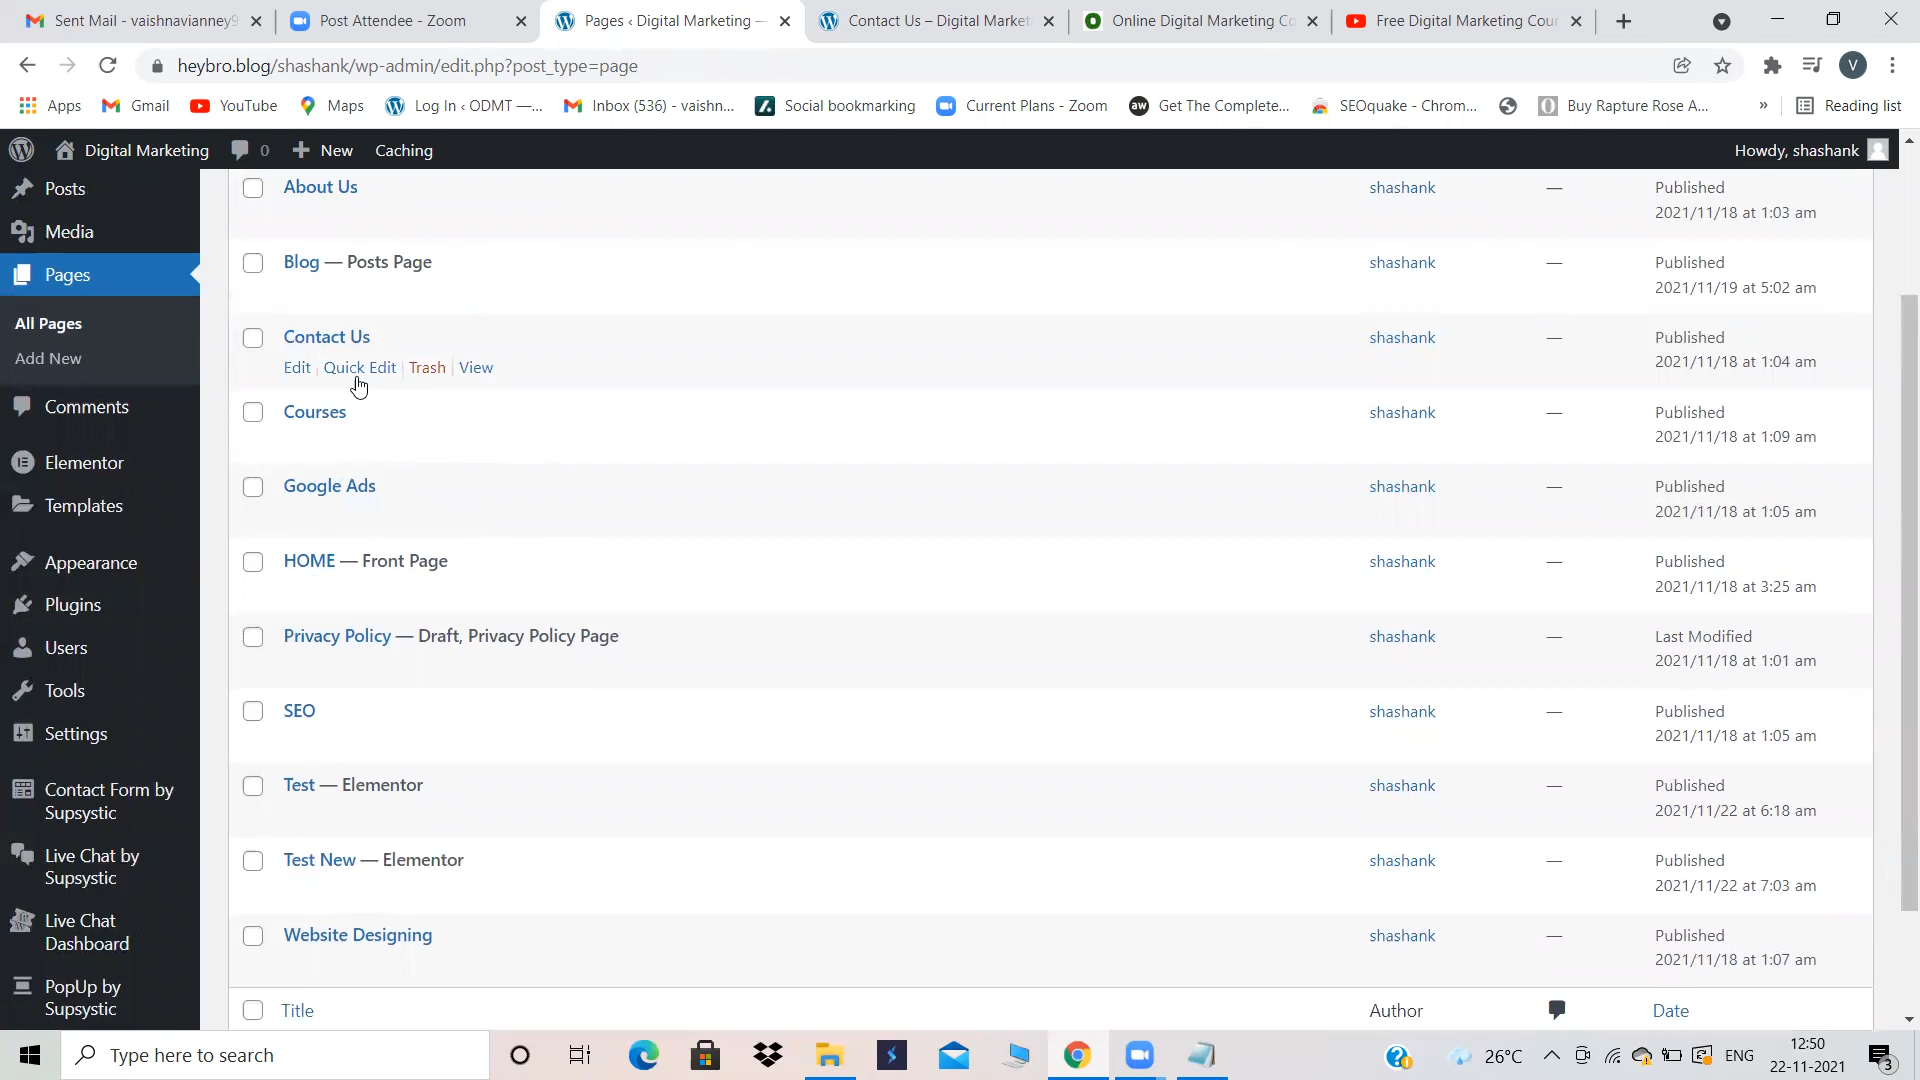 Sent Mail - vaishnavianney9
Post Attendee - Zoom
Pages ‹ Digital Marketing —
Contact Us – Digital Market
Online Digital Marketing Co
Free Digital Marketing Cour
heybro.blog/shashank/wp-admin/edit.php?post_type=page
V
Apps
Gmail
YouTube
Maps
Log In ‹ ODMT —...
Inbox (536) - vaishn...
Social bookmarking
Current Plans - Zoom
aw Get The Complete...
SEOquake - Chrom...
Buy Rapture Rose A...
»
Reading list
Digital Marketing
0
New
Caching
Howdy, shashank
Posts
Media
Pages
All Pages
Add New
Comments
Elementor
Templates
Appearance
Plugins
Users
Tools
Settings
Contact Form by
Supsystic
Live Chat by
Supsystic
Live Chat
Dashboard
PopUp by
Supsystic
About Us shashank — Published
2021/11/18 at 1:03 am
Blog — Posts Page shashank — Published
2021/11/19 at 5:02 am
Contact Us shashank — Published
Edit | Quick Edit | Trash | View 2021/11/18 at 1:04 am
Courses shashank — Published
2021/11/18 at 1:09 am
Google Ads shashank — Published
2021/11/18 at 1:05 am
HOME — Front Page shashank — Published
2021/11/18 at 3:25 am
Privacy Policy — Draft, Privacy Policy Page shashank — Last Modified
2021/11/18 at 1:01 am
SEO shashank — Published
2021/11/18 at 1:05 am
Test — Elementor shashank — Published
2021/11/22 at 6:18 am
Test New — Elementor shashank — Published
2021/11/22 at 7:03 am
Website Designing shashank — Published
2021/11/18 at 1:07 am
Title Author Date
Type here to search
26°C
ENG
12:50
22-11-2021
3